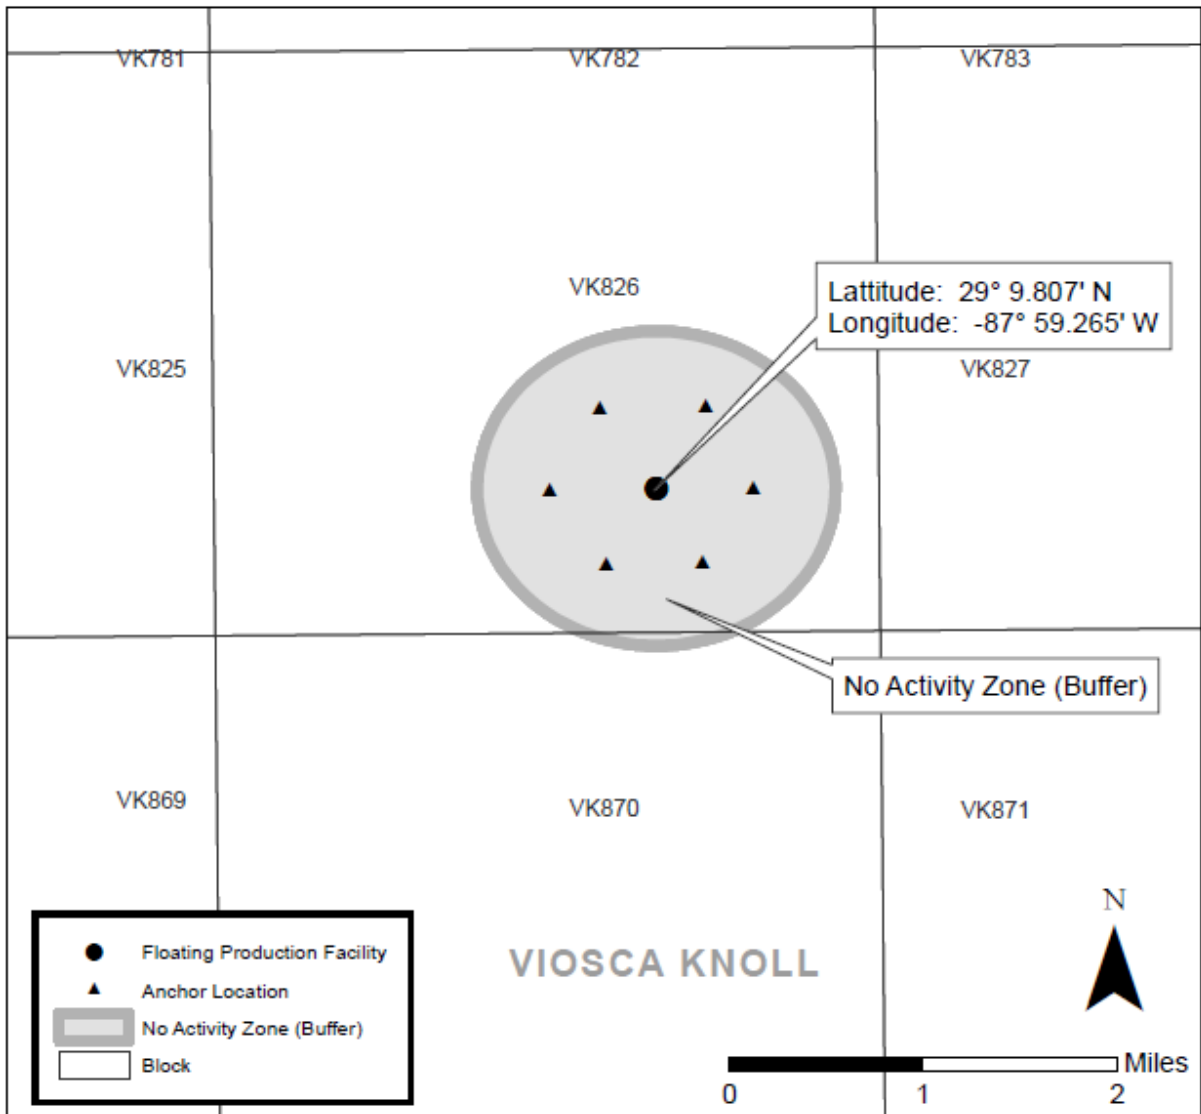 VK781
VK782
VK783
VK826
Lattitude: 29° 9.807' N
Longitude: -87° 59.265' W
VK825
VK827
No Activity Zone (Buffer)
VK869
VK870
VK871
N
Floating Production Facility
Anchor Location
No Activity Zone (Buffer)
Block
VIOSCA KNOLL
Miles
0 1 2